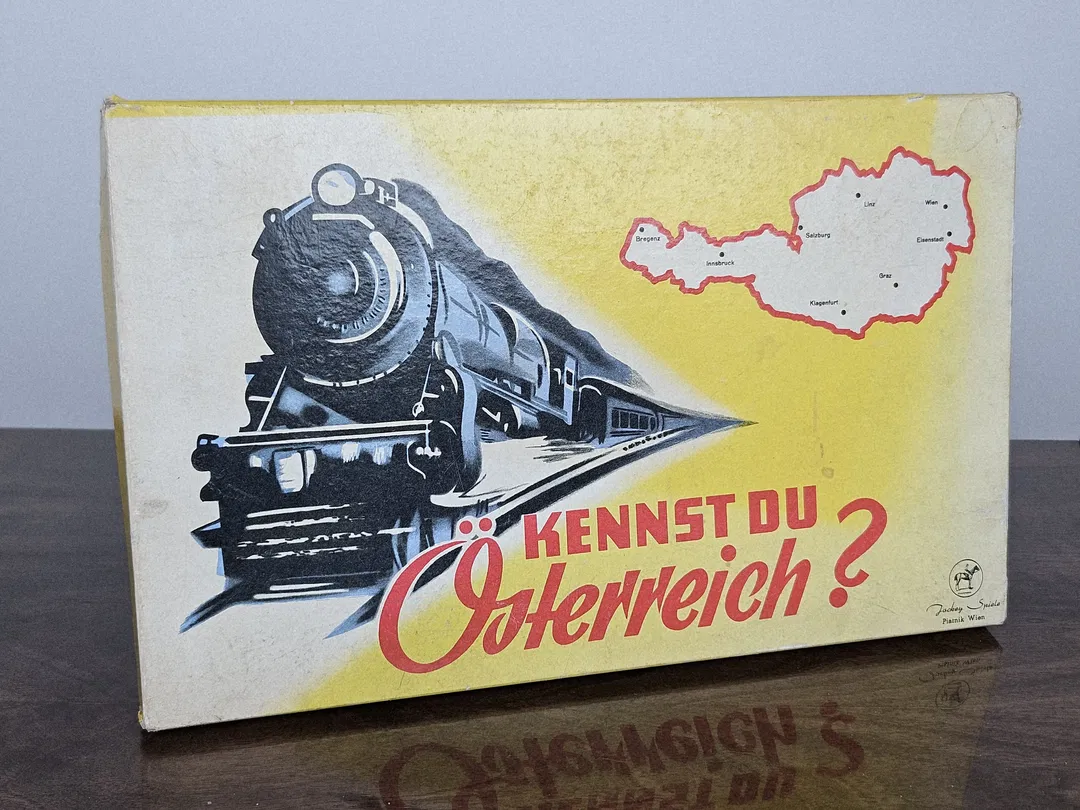 Linz
Wien
Bregenz
Salzburg
Eisenstadt
Innsbruck
Graz
Klagenfurt
KENNST DU
Österreich?
Jockey Spiele
Piatnik Wien